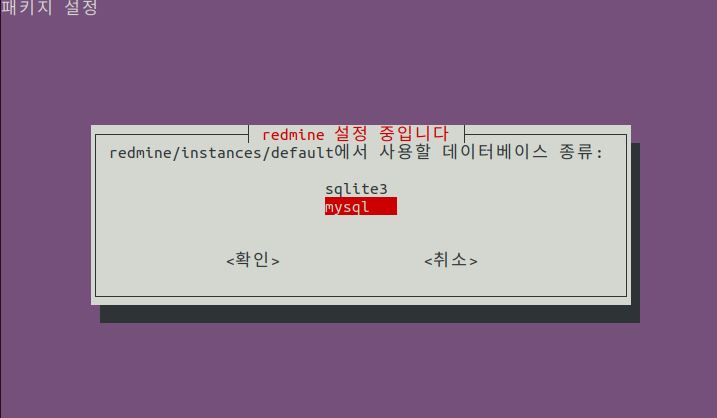 패키지 설정
redmine 설정 중입니다
redmine/instances/default에서 사용할 데이터베이스 종류:
sqlite3
mysql
<확인> <취소>